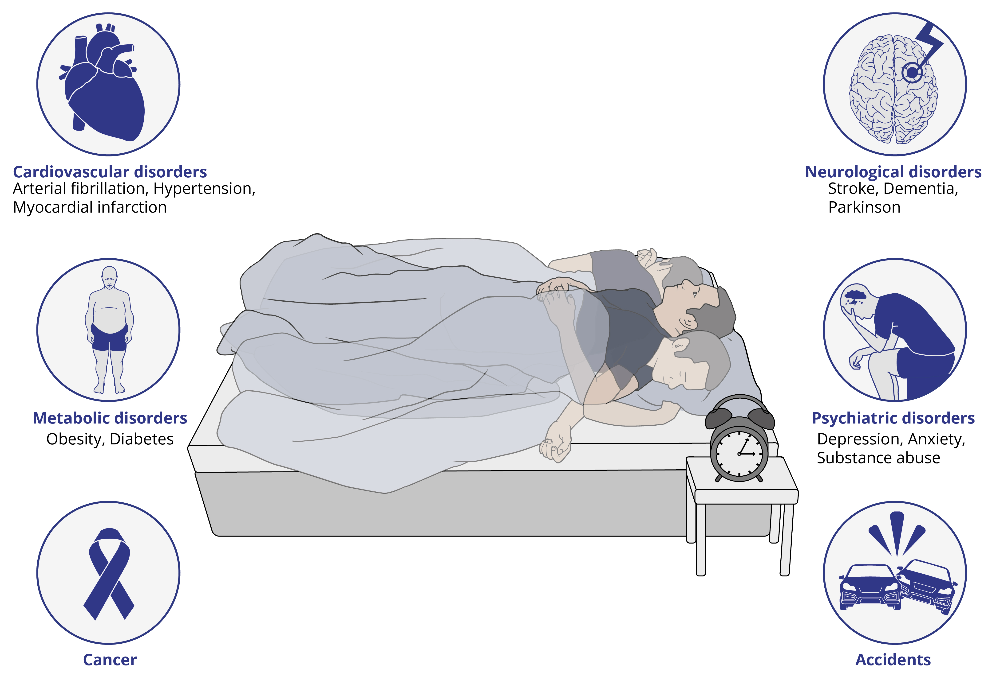 Cardiovascular disorders
Arterial fibrillation, Hypertension,
Myocardial infarction
Neurological disorders
Stroke, Dementia,
Parkinson
Metabolic disorders
Obesity, Diabetes
Psychiatric disorders
Depression, Anxiety,
Substance abuse
Cancer
Accidents